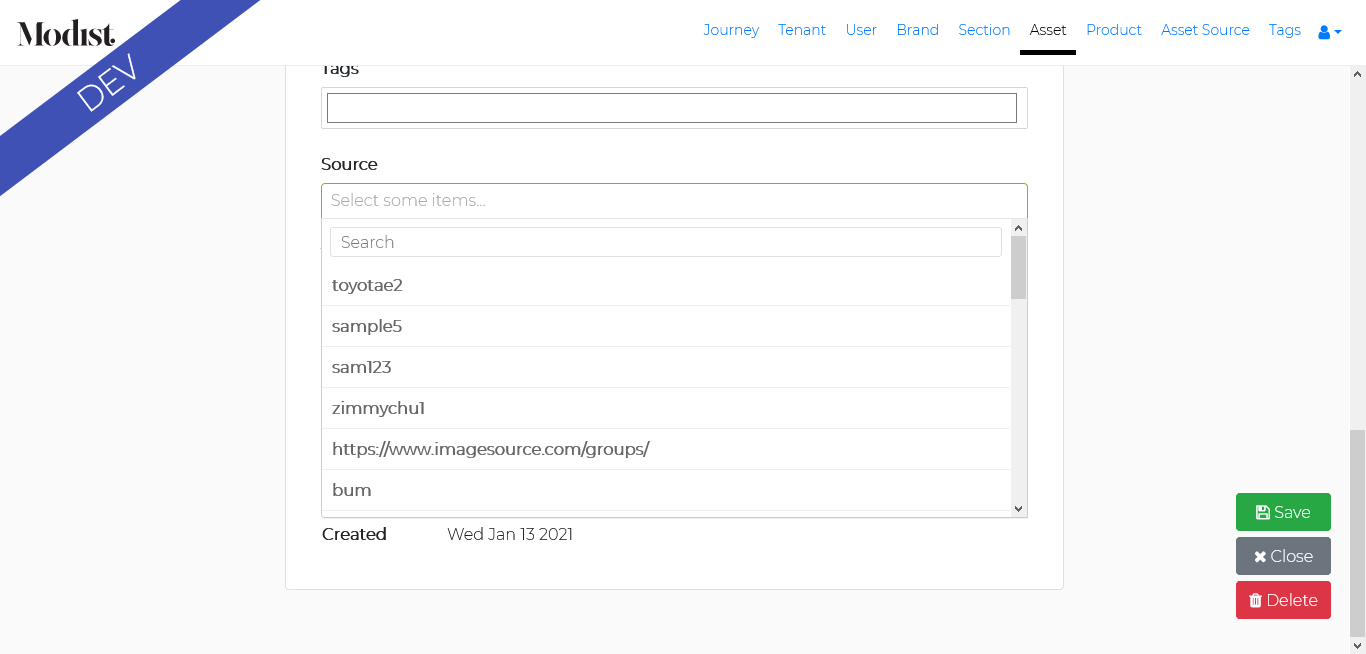 Modist.
Journey Tenant User Brand Section Asset Product Asset Source Tags
DEV
Tags
Source
Select some items...
Search
toyotae2
sample5
sam123
zimmychu1
https://www.imagesource.com/groups/
bum
Created Wed Jan 13 2021
Save
Close
Delete